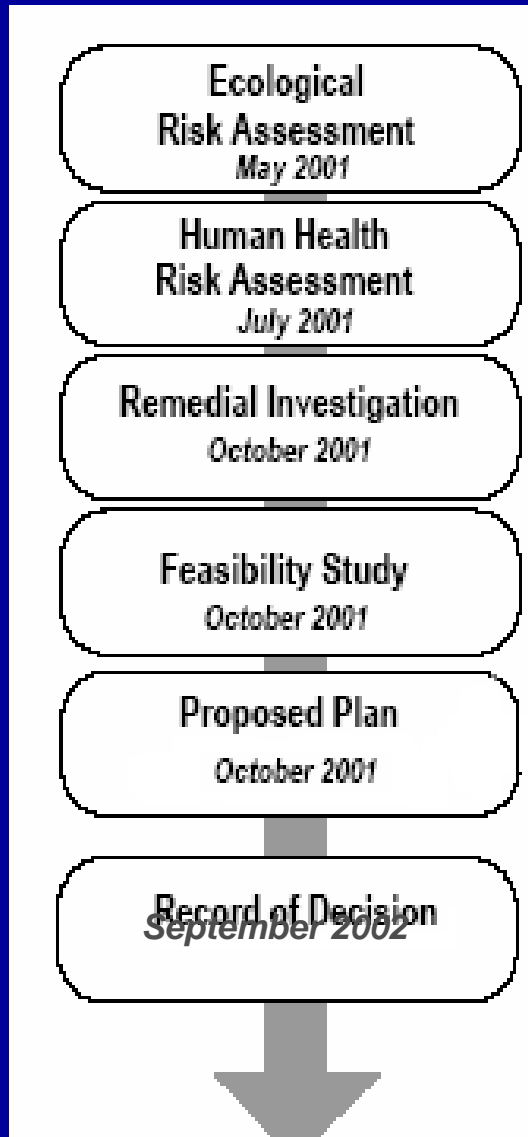 Ecological
Risk Assessment
May 2001
Human Health
Risk Assessment
July 2001
Remedial Investigation
October 2001
Feasibility Study
October 2001
Proposed Plan
October 2001
Record of Decision
September 2002